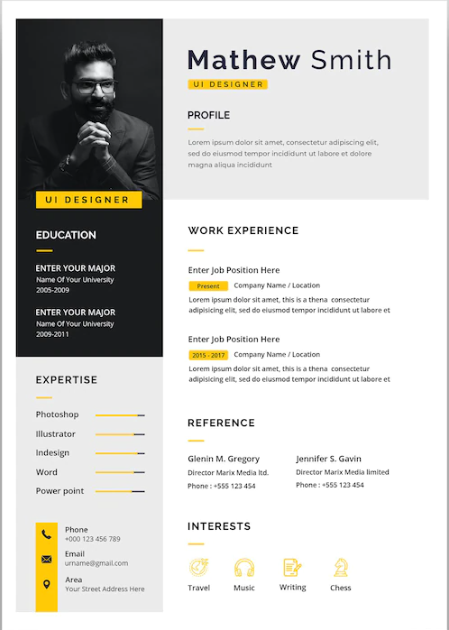 Mathew Smith
UI DESIGNER
PROFILE
Lorem ipsum dolor sit amet, consectetur adipiscing elit,
sed do eiusmod tempor incididunt ut labore et dolore
magna aliqua incididunt
UI DESIGNER
EDUCATION
ENTER YOUR MAJOR
Name Of Your University
2005-2009
ENTER YOUR MAJOR
Name Of Your University
2009-2011
EXPERTISE
Photoshop
Illustrator
Indesign
Word
Power point
Phone
+000 123 456 789
Email
urname@gmail.com
Area
Your Street Address Here
WORK EXPERIENCE
Enter Job Position Here
Present Company Name / Location
Lorem ipsum dolor sit amet, this is a thena consectetur
adipiscing elit, sed do eiusmod tempor incididunt ut labore et
Enter Job Position Here
2015 - 2017 Company Name / Location
Lorem ipsum dolor sit amet, this is a thena consectetur
adipiscing elit, sed do eiusmod tempor incididunt ut labore et
REFERENCE
Glenin M. Gregory
Director Marix Media ltd.
Phone : +555 123 454
Jennifer S. Gavin
Director Marix Media limited
Phone : +555 123 454
INTERESTS
Travel
Music
Writing
Chess